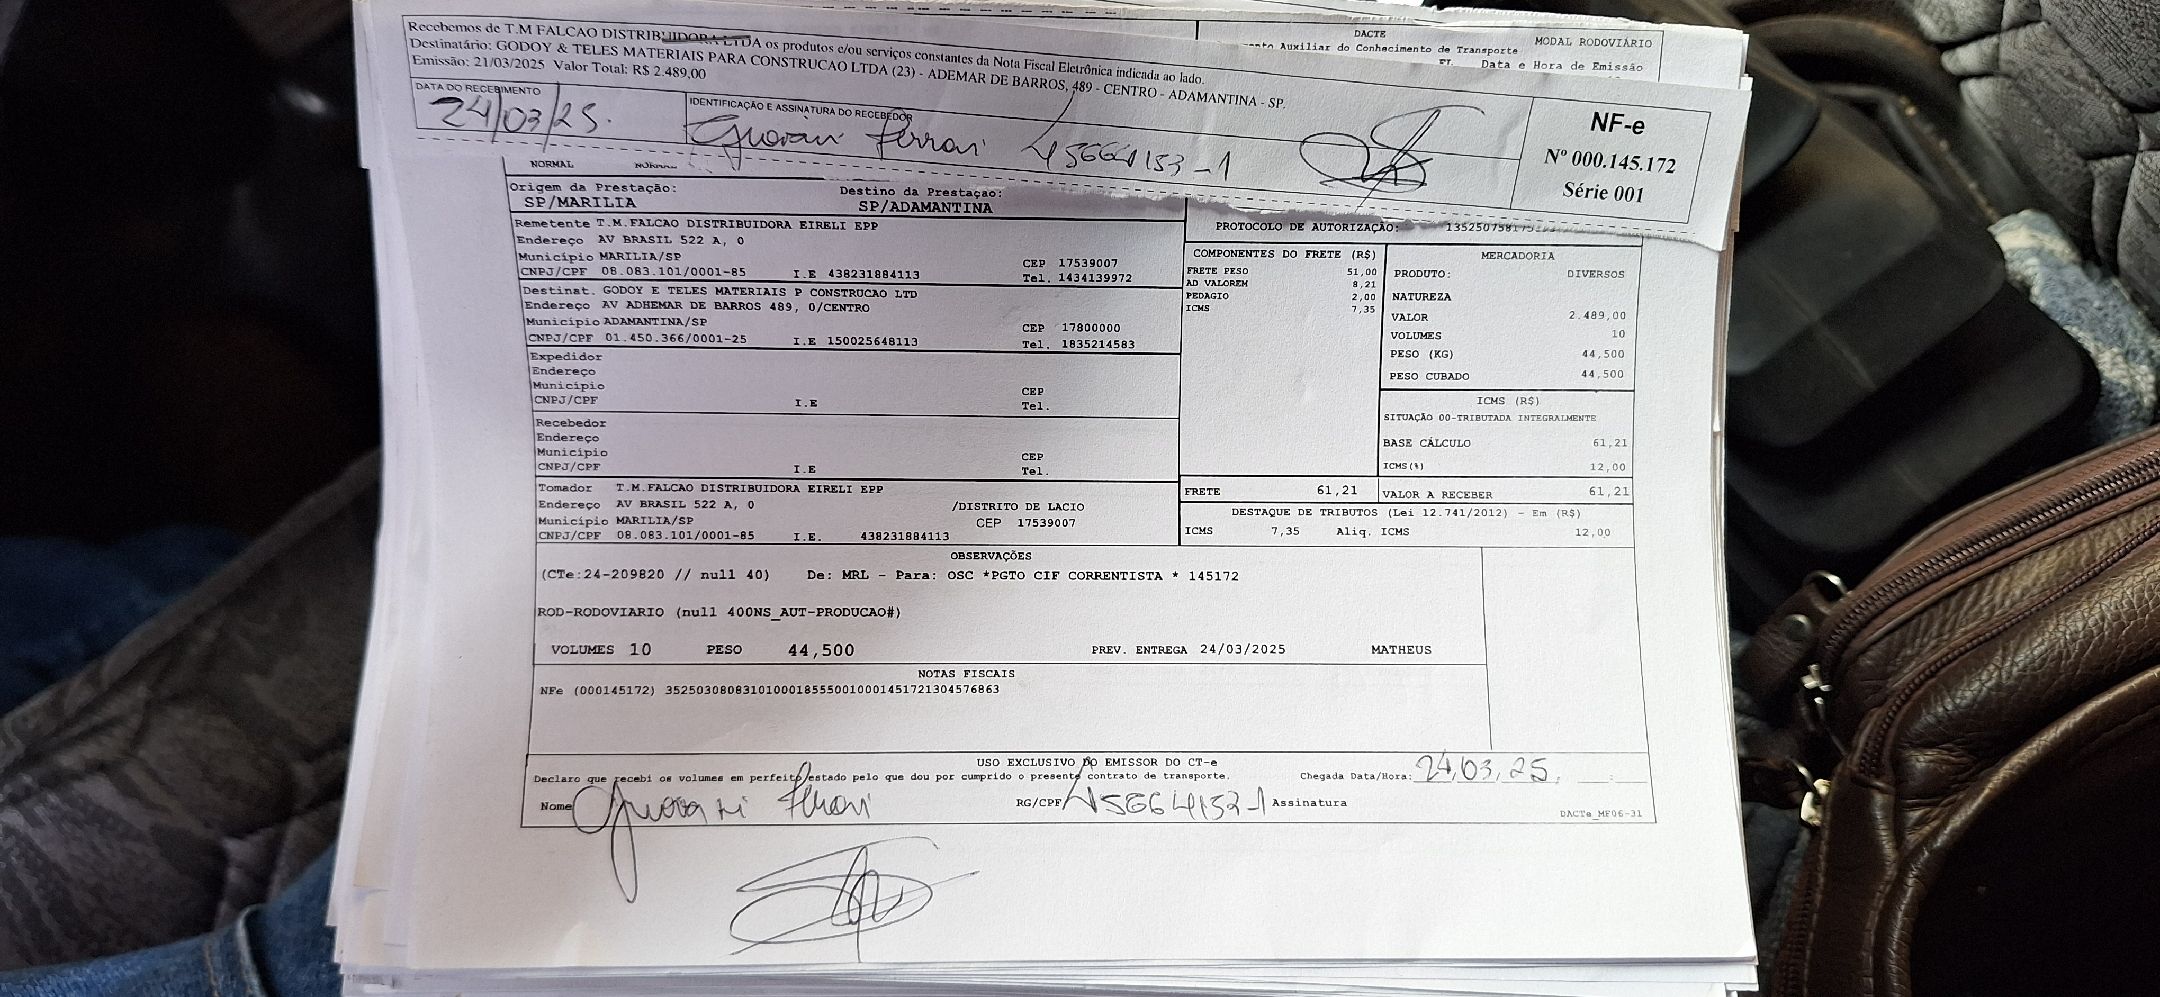 Recebemos de T.M FALCAO DISTRIBUIDORA LTDA os produtos e/ou serviços constantes da Nota Fiscal Eletrônica indicada ao lado.
Destinatário: GODOY & TELES MATERIAIS PARA CONSTRUCAO LTDA (23) - ADEMAR DE BARROS, 489 - CENTRO - ADAMANTINA - SP.
Emissão: 21/03/2025 Valor Total: R$ 2.489,00
DATA DO RECEBIMENTO
24/03/25.
IDENTIFICAÇÃO E ASSINATURA DO RECEBEDOR
45664153-1
NF-e
Nº 000.145.172
Série 001
DACTE
Auxiliar do Conhecimento de Transporte
MODAL RODOVIÁRIO
Data e Hora de Emissão
NORMAL
Origem da Prestação:
SP/MARILIA
Destino da Prestação:
SP/ADAMANTINA
PROTOCOLO DE AUTORIZAÇÃO:
Remetente T.M.FALCAO DISTRIBUIDORA EIRELI EPP
Endereço AV BRASIL 522 A, 0
Município MARILIA/SP CEP 17539007
CNPJ/CPF 08.083.101/0001-85 I.E 438231884113 Tel. 1434139972
Destinat. GODOY E TELES MATERIAIS P CONSTRUCAO LTD
Endereço AV ADHEMAR DE BARROS 489, 0/CENTRO
Município ADAMANTINA/SP CEP 17800000
CNPJ/CPF 01.450.366/0001-25 I.E 150025648113 Tel. 1835214583
Expedidor
Endereço
Município CEP
CNPJ/CPF I.E Tel.
Recebedor
Endereço
Município CEP
CNPJ/CPF I.E Tel.
Tomador T.M.FALCAO DISTRIBUIDORA EIRELI EPP
Endereço AV BRASIL 522 A, 0 /DISTRITO DE LACIO
Município MARILIA/SP CEP 17539007
CNPJ/CPF 08.083.101/0001-85 I.E. 438231884113
COMPONENTES DO FRETE (R$)
FRETE PESO 51,00
AD VALOREM 8,21
PEDAGIO 2,00
ICMS 7,35
MERCADORIA
PRODUTO: DIVERSOS
NATUREZA
VALOR 2.489,00
VOLUMES 10
PESO (KG) 44,500
PESO CUBADO 44,500
ICMS (R$)
SITUAÇÃO 00-TRIBUTADA INTEGRALMENTE
BASE CÁLCULO 61,21
ICMS(%) 12,00
FRETE 61,21
VALOR A RECEBER 61,21
DESTAQUE DE TRIBUTOS (Lei 12.741/2012) - Em (R$)
ICMS 7,35 Aliq. ICMS 12,00
OBSERVAÇÕES
(CTe:24-209820 // null 40) De: MRL - Para: OSC *PGTO CIF CORRENTISTA * 145172
ROD-RODOVIARIO (null 400NS_AUT-PRODUCAO#)
VOLUMES 10 PESO 44,500 PREV. ENTREGA 24/03/2025 MATHEUS
NOTAS FISCAIS
NFe (000145172) 35250308083101000185550010001451721304576863
USO EXCLUSIVO DO EMISSOR DO CT-e
Declaro que recebi os volumes em perfeito estado pelo que dou por cumprido o presente contrato de transporte. Chegada Data/Hora: 24,03,25. __:__
Nome RG/CPF Assinatura
DACTe_MF06-31